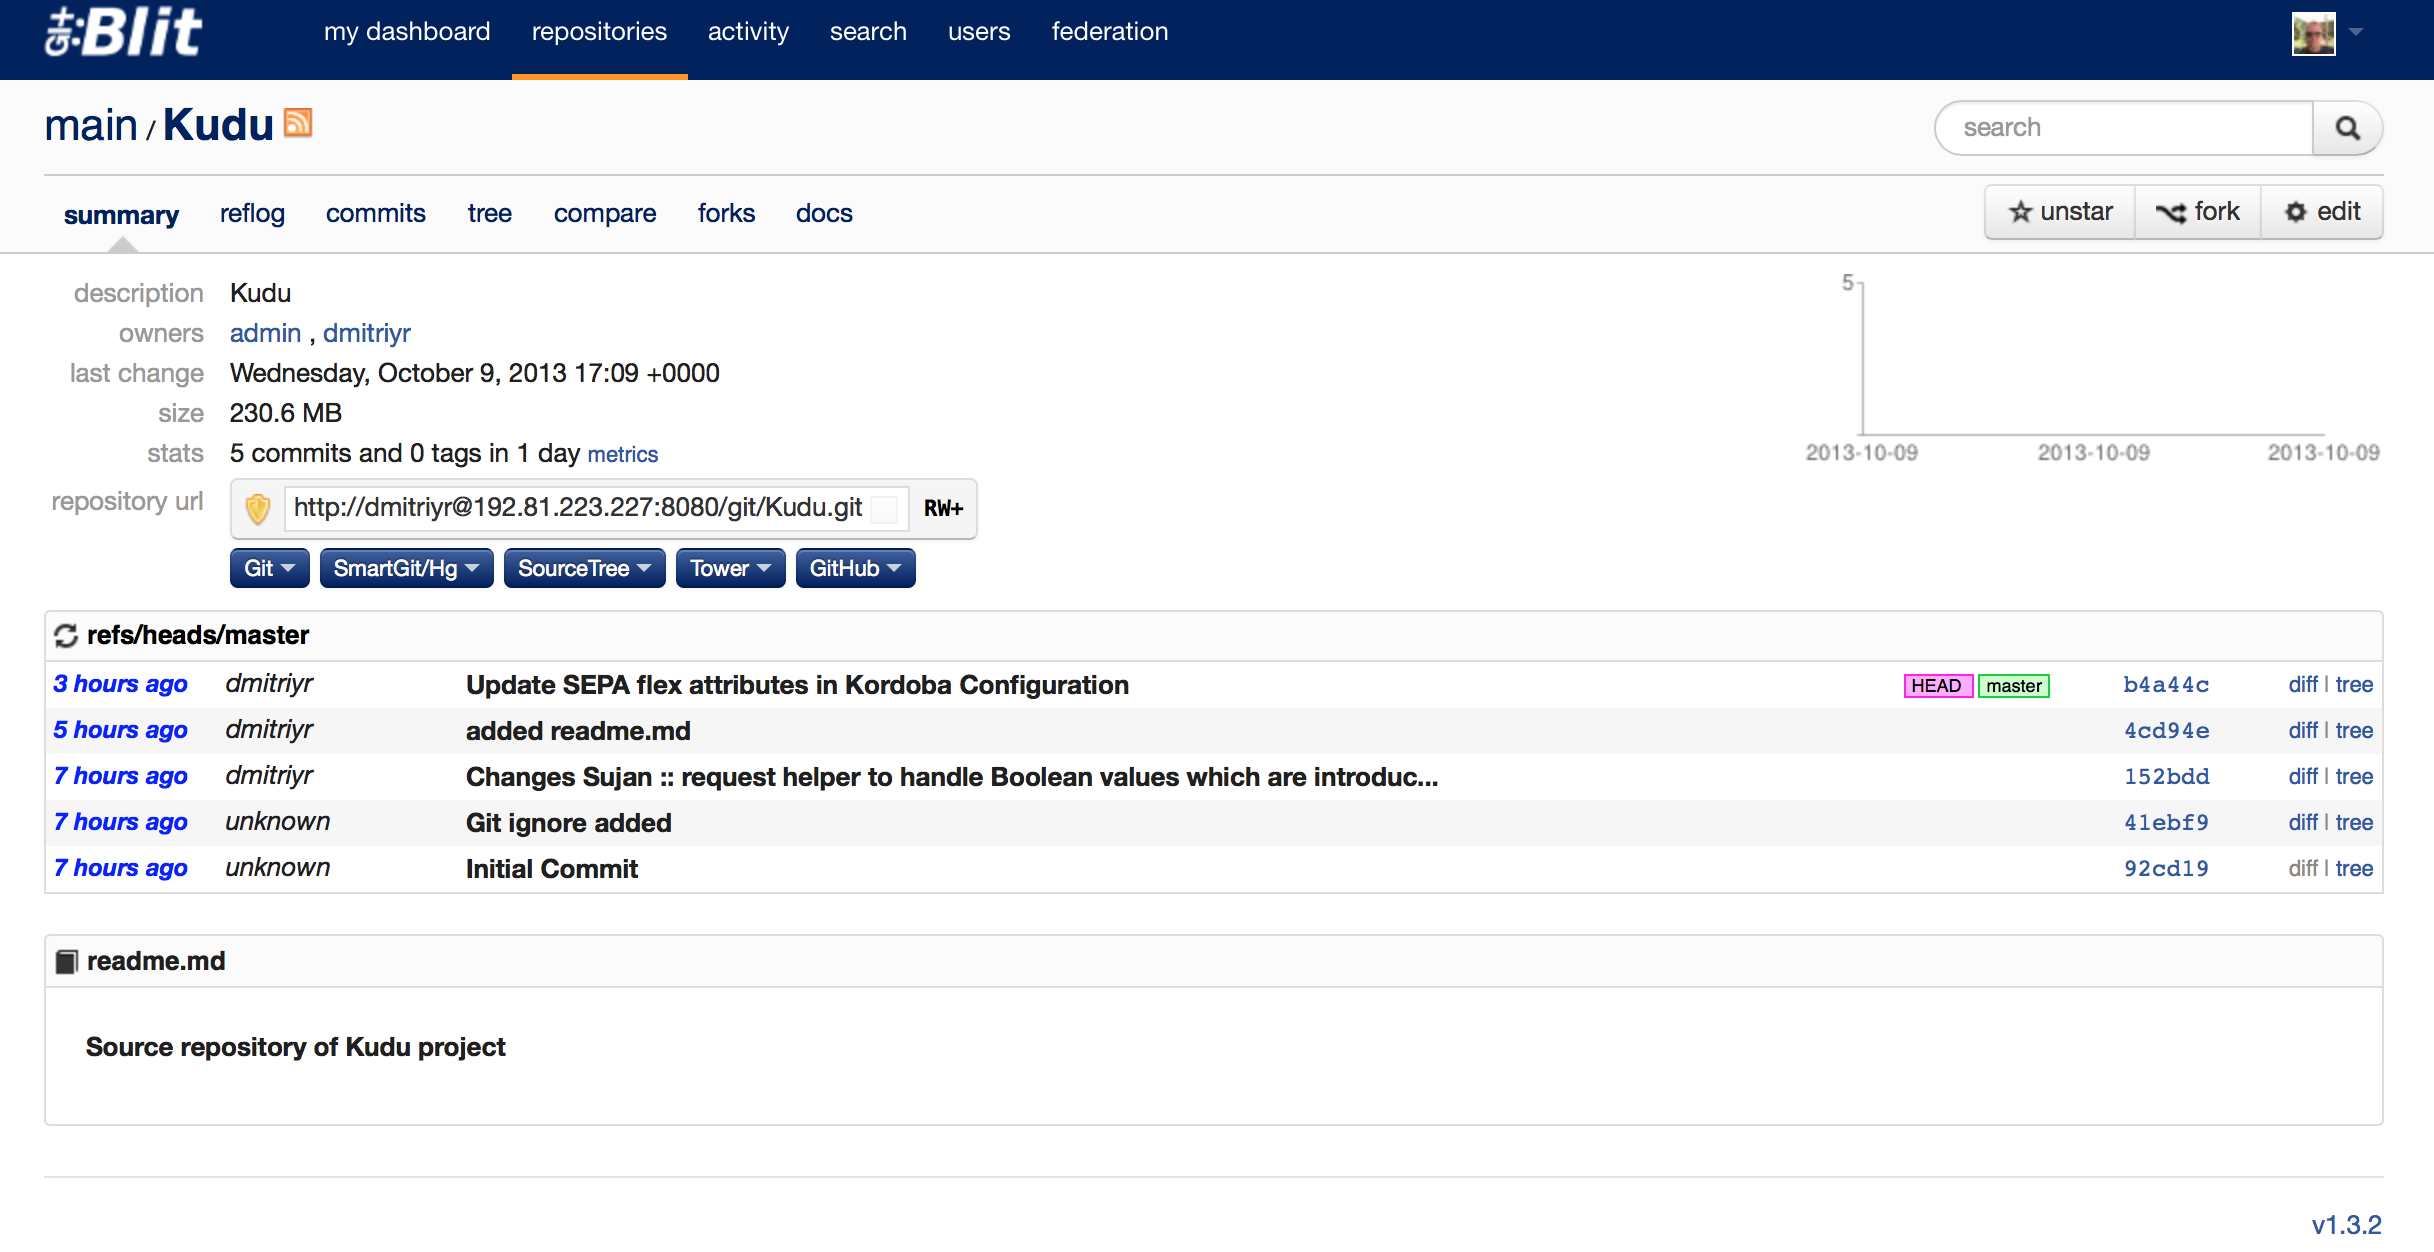 Git:Blit my dashboard repositories activity search users federation
main / Kudu search
summary reflog commits tree compare forks docs unstar fork edit
description Kudu
owners admin , dmitriyr
last change Wednesday, October 9, 2013 17:09 +0000
size 230.6 MB
stats 5 commits and 0 tags in 1 day metrics
5
2013-10-09 2013-10-09 2013-10-09
repository url http://dmitriyr@192.81.223.227:8080/git/Kudu.git RW+
Git SmartGit/Hg SourceTree Tower GitHub
refs/heads/master
3 hours ago dmitriyr Update SEPA flex attributes in Kordoba Configuration HEAD master b4a44c diff | tree
5 hours ago dmitriyr added readme.md 4cd94e diff | tree
7 hours ago dmitriyr Changes Sujan :: request helper to handle Boolean values which are introduc... 152bdd diff | tree
7 hours ago unknown Git ignore added 41ebf9 diff | tree
7 hours ago unknown Initial Commit 92cd19 diff | tree
readme.md
Source repository of Kudu project
v1.3.2